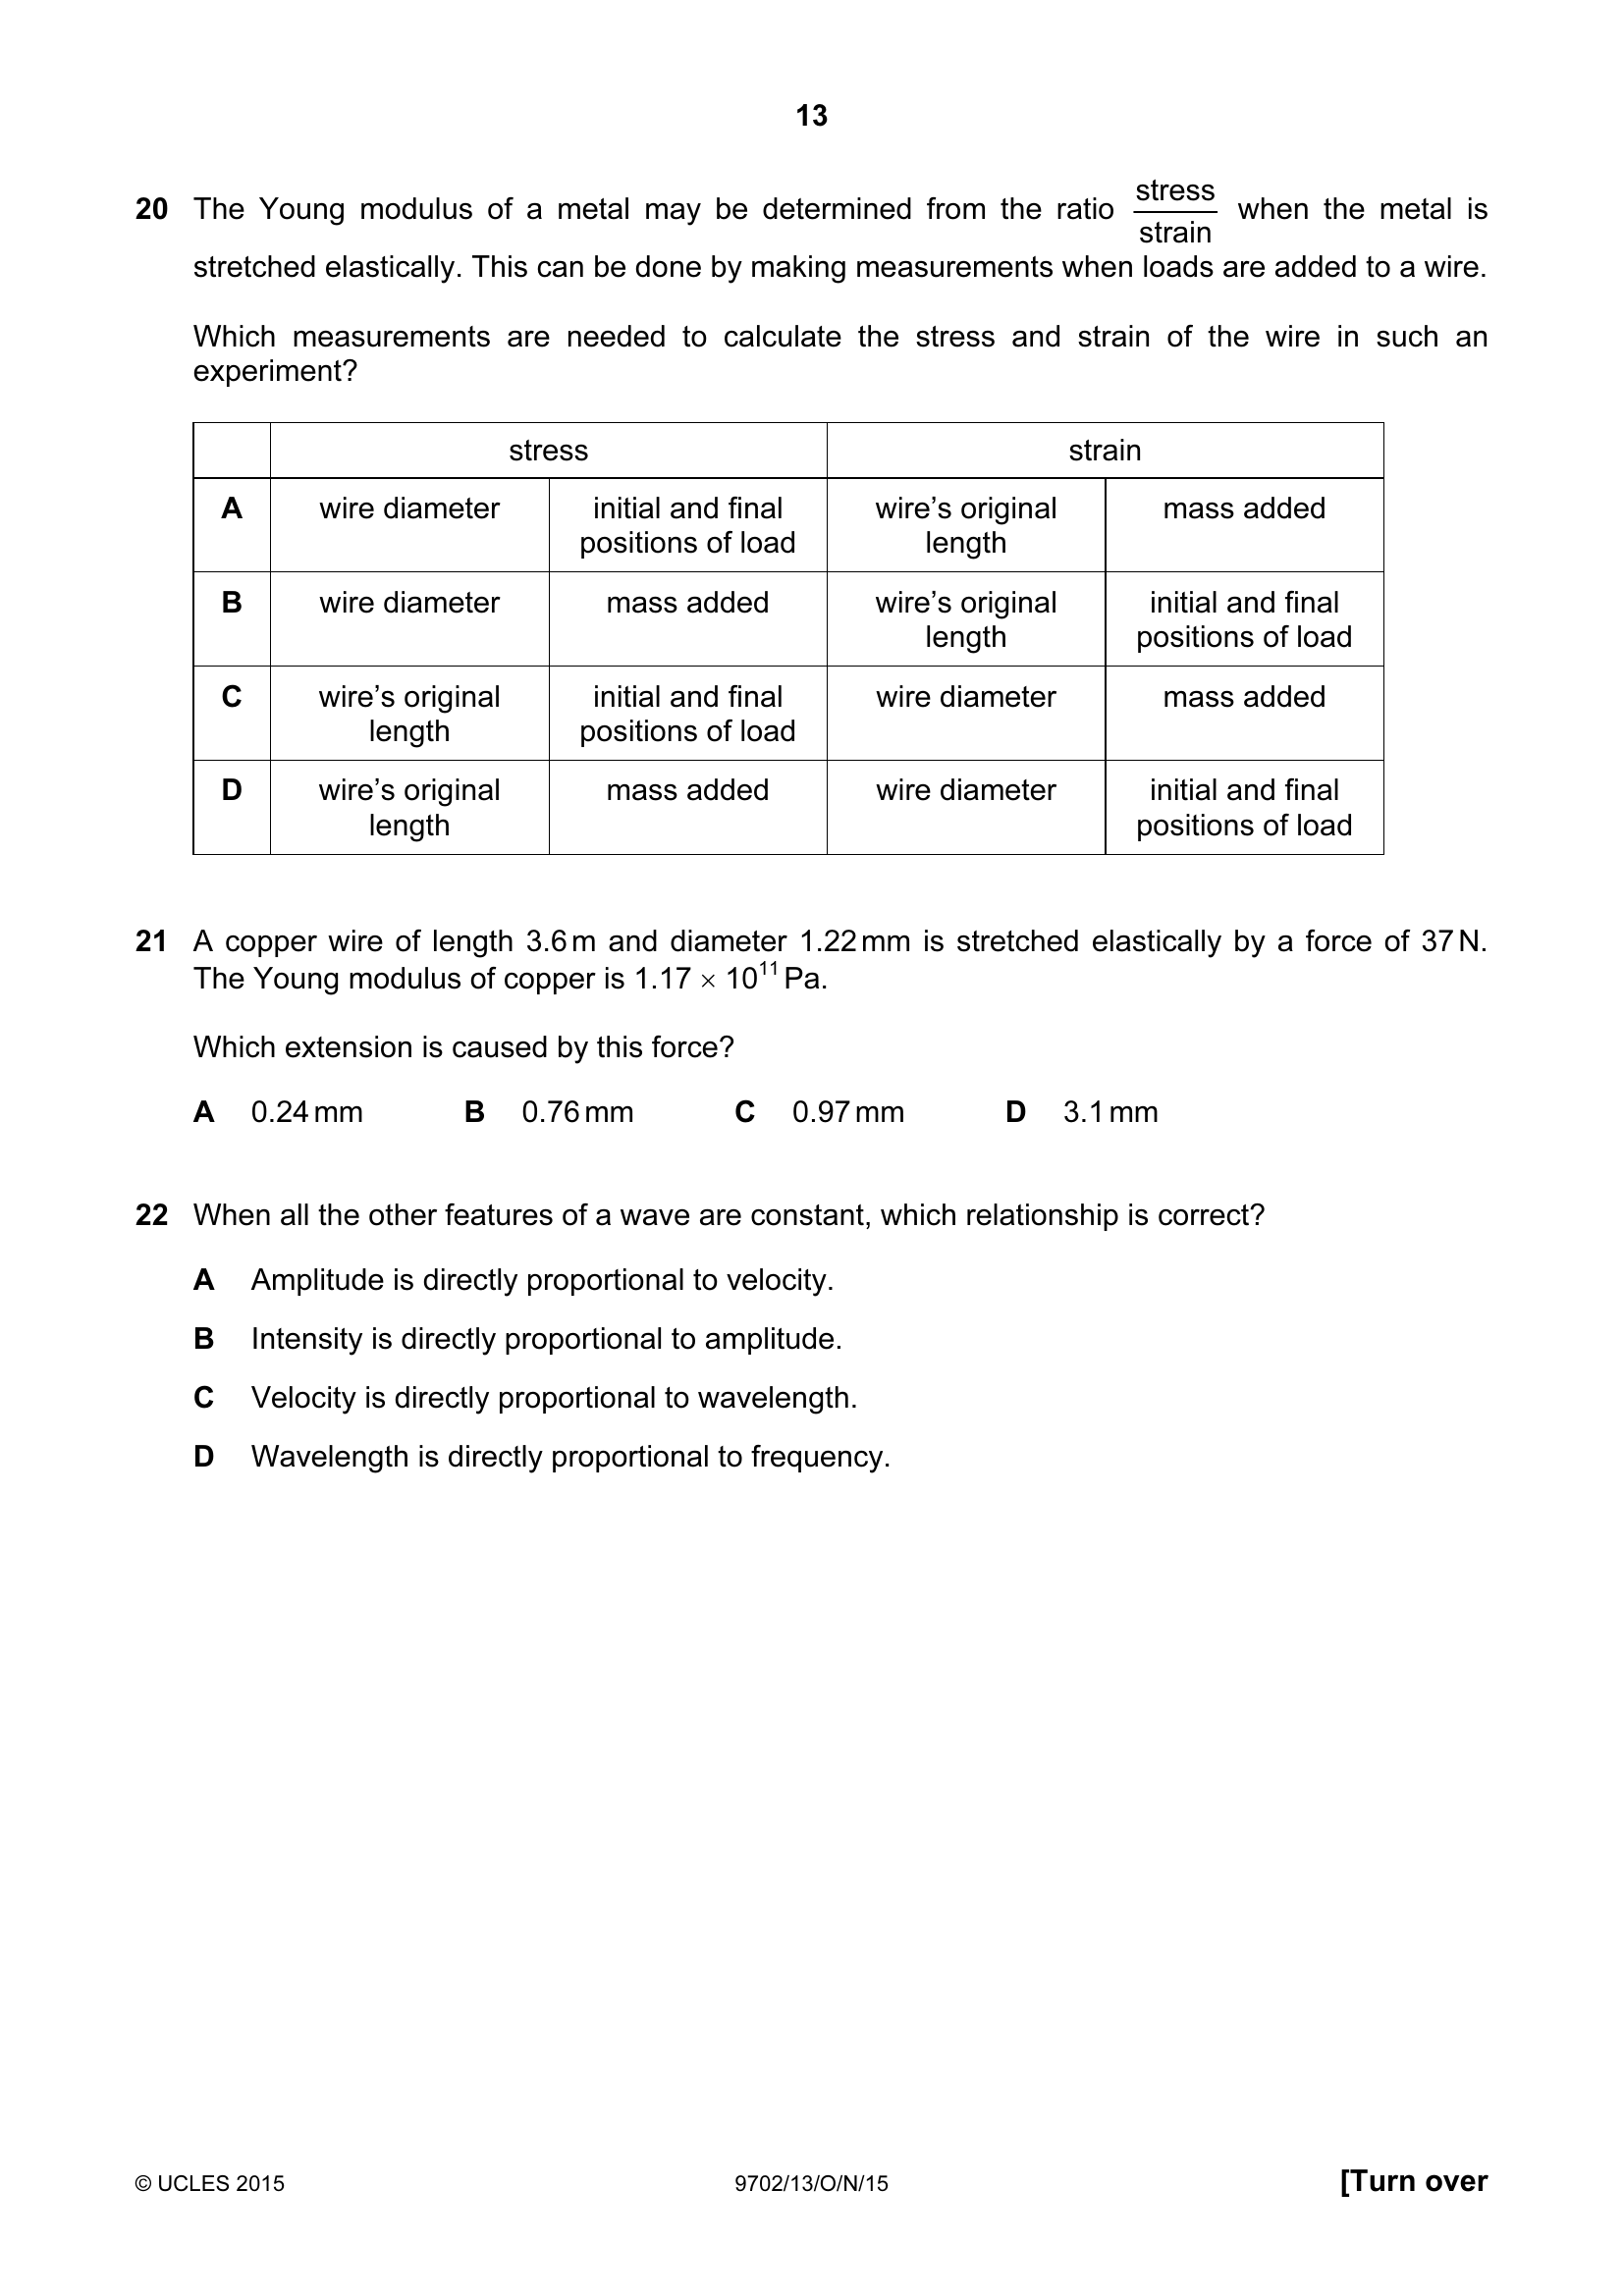 13
20 The Young modulus of a metal may be determined from the ratio stress/strain when the metal is
stretched elastically. This can be done by making measurements when loads are added to a wire.
Which measurements are needed to calculate the stress and strain of the wire in such an
experiment?
stress strain
A wire diameter initial and final positions of load wire’s original length mass added
B wire diameter mass added wire’s original length initial and final positions of load
C wire’s original length initial and final positions of load wire diameter mass added
D wire’s original length mass added wire diameter initial and final positions of load
21 A copper wire of length 3.6 m and diameter 1.22 mm is stretched elastically by a force of 37 N.
The Young modulus of copper is 1.17 × 10¹¹ Pa.
Which extension is caused by this force?
A 0.24 mm B 0.76 mm C 0.97 mm D 3.1 mm
22 When all the other features of a wave are constant, which relationship is correct?
A Amplitude is directly proportional to velocity.
B Intensity is directly proportional to amplitude.
C Velocity is directly proportional to wavelength.
D Wavelength is directly proportional to frequency.
© UCLES 2015 9702/13/O/N/15 [Turn over